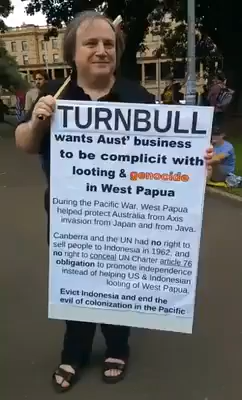 TURNBULL
wants Aust' business
to be complicit with
looting & genocide
in West Papua
During the Pacific War, West Papua
helped protect Australia from Axis
invasion from Japan and from Java.
Canberra and the UN had no right to
sell people to Indonesia in 1962, and
no right to conceal UN Charter article 76
obligation to promote independence
instead of helping US & Indonesian
looting of West Papua.
Evict Indonesia and end the
evil of colonization in the Pacific